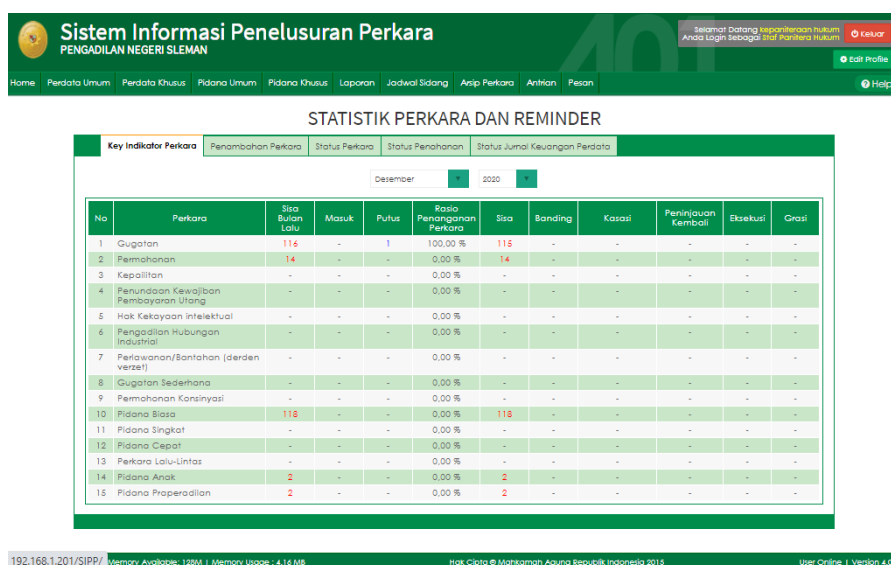 Sistem Informasi Penelusuran Perkara
PENGADILAN NEGERI SLEMAN
401
Selamat Datang kepaniteraan hukum
Anda Login Sebagai Staf Panitera Hukum
Keluar
Edit Profile
Home Perdata Umum Perdata Khusus Pidana Umum Pidana Khusus Laporan Jadwal Sidang Arsip Perkara Antrian Pesan Help
STATISTIK PERKARA DAN REMINDER
Key Indikator Perkara Penambahan Perkara Status Perkara Status Penahanan Status Jurnal Keuangan Perdata
Desember 2020
No Perkara Sisa Bulan Lalu Masuk Putus Rasio Penanganan Perkara Sisa Banding Kasasi Peninjauan Kembali Eksekusi Grasi
1 Gugatan 116 - 1 100,00 % 115 - - - - -
2 Permohonan 14 - - 0,00 % 14 - - - - -
3 Kepailitan - - - 0,00 % - - - - - -
4 Penundaan Kewajiban Pembayaran Utang - - - 0,00 % - - - - - -
5 Hak Kekayaan intelektual - - - 0,00 % - - - - - -
6 Pengadilan Hubungan Industrial - - - 0,00 % - - - - - -
7 Perlawanan/Bantahan (derden verzet) - - - 0,00 % - - - - - -
8 Gugatan Sederhana - - - 0,00 % - - - - - -
9 Permohonan Konsinyasi - - - 0,00 % - - - - - -
10 Pidana Biasa 118 - - 0,00 % 118 - - - - -
11 Pidana Singkat - - - 0,00 % - - - - - -
12 Pidana Cepat - - - 0,00 % - - - - - -
13 Perkara Lalu-Lintas - - - 0,00 % - - - - - -
14 Pidana Anak 2 - - 0,00 % 2 - - - - -
15 Pidana Praperadilan 2 - - 0,00 % 2 - - - - -
192.168.1.201/SIPP/ Memory Available: 128M | Memory Usage : 4.16 MB Hak Cipta @ Mahkamah Agung Republik Indonesia 2015 User Online | Version 4.0